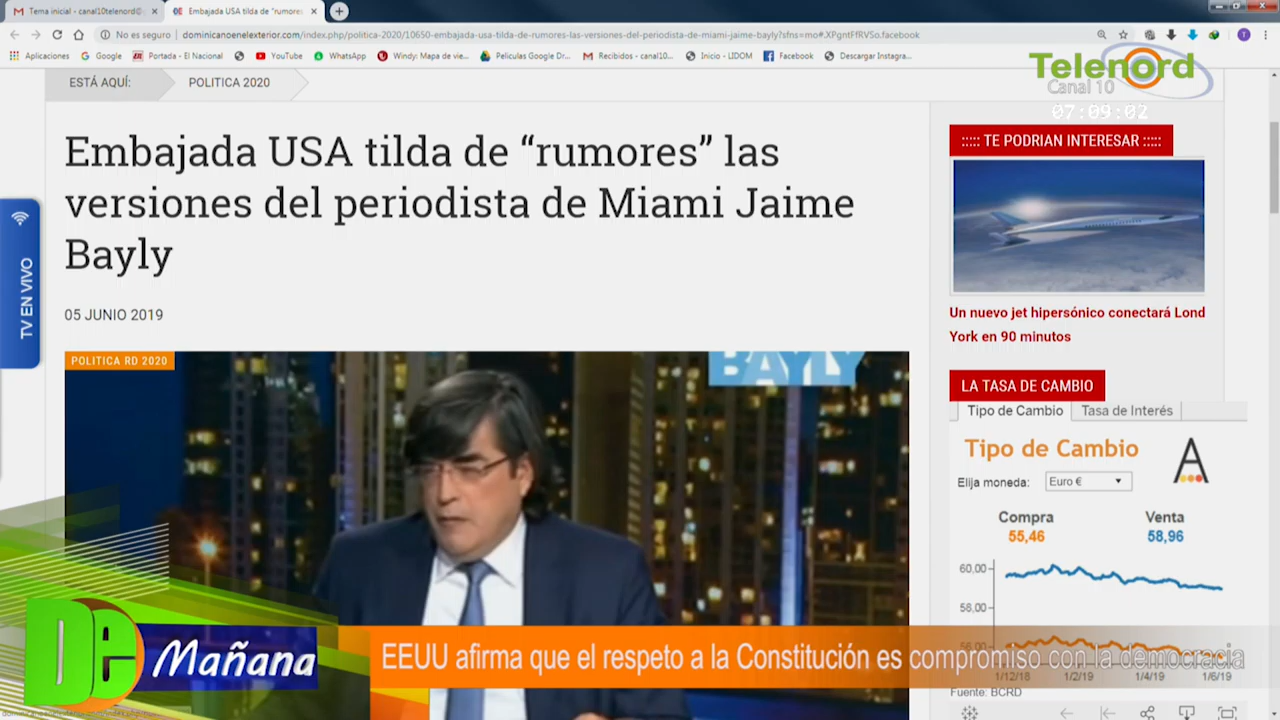 Tema inicial - canal10telenord@
Embajada USA tilda de "rumores"
No es seguro
dominicanoenelexterior.com/index.php/politica-2020/10650-embajada-usa-tilda-de-rumores-las-versiones-del-periodista-de-miami-jaime-bayly?sfns=mo#.XPgntFfRVSo.facebook
T
Aplicaciones
Google
Portada - El Nacional
YouTube
WhatsApp
Windy: Mapa de vie...
Peliculas Google Dr...
Recibidos - canal10...
Inicio - LIDOM
Facebook
Descargar Instagra...
Telenord
Canal 10
07:09:02
ESTÁ AQUÍ:
POLITICA 2020
Embajada USA tilda de “rumores” las
versiones del periodista de Miami Jaime
Bayly
05 JUNIO 2019
TV EN VIVO
POLITICA RD 2020
BAYLY
::::: TE PODRIAN INTERESAR :::::
Un nuevo jet hipersónico conectará Lond
York en 90 minutos
LA TASA DE CAMBIO
Tipo de Cambio
Tasa de Interés
Tipo de Cambio
A
Elija moneda:
Euro €
Compra
Venta
55,46
58,96
60,00
58,00
56,00
1/12/18
1/2/19
1/4/19
1/6/19
Fuente: BCRD
De
Mañana
EEUU afirma que el respeto a la Constitución es compromiso con la democracia